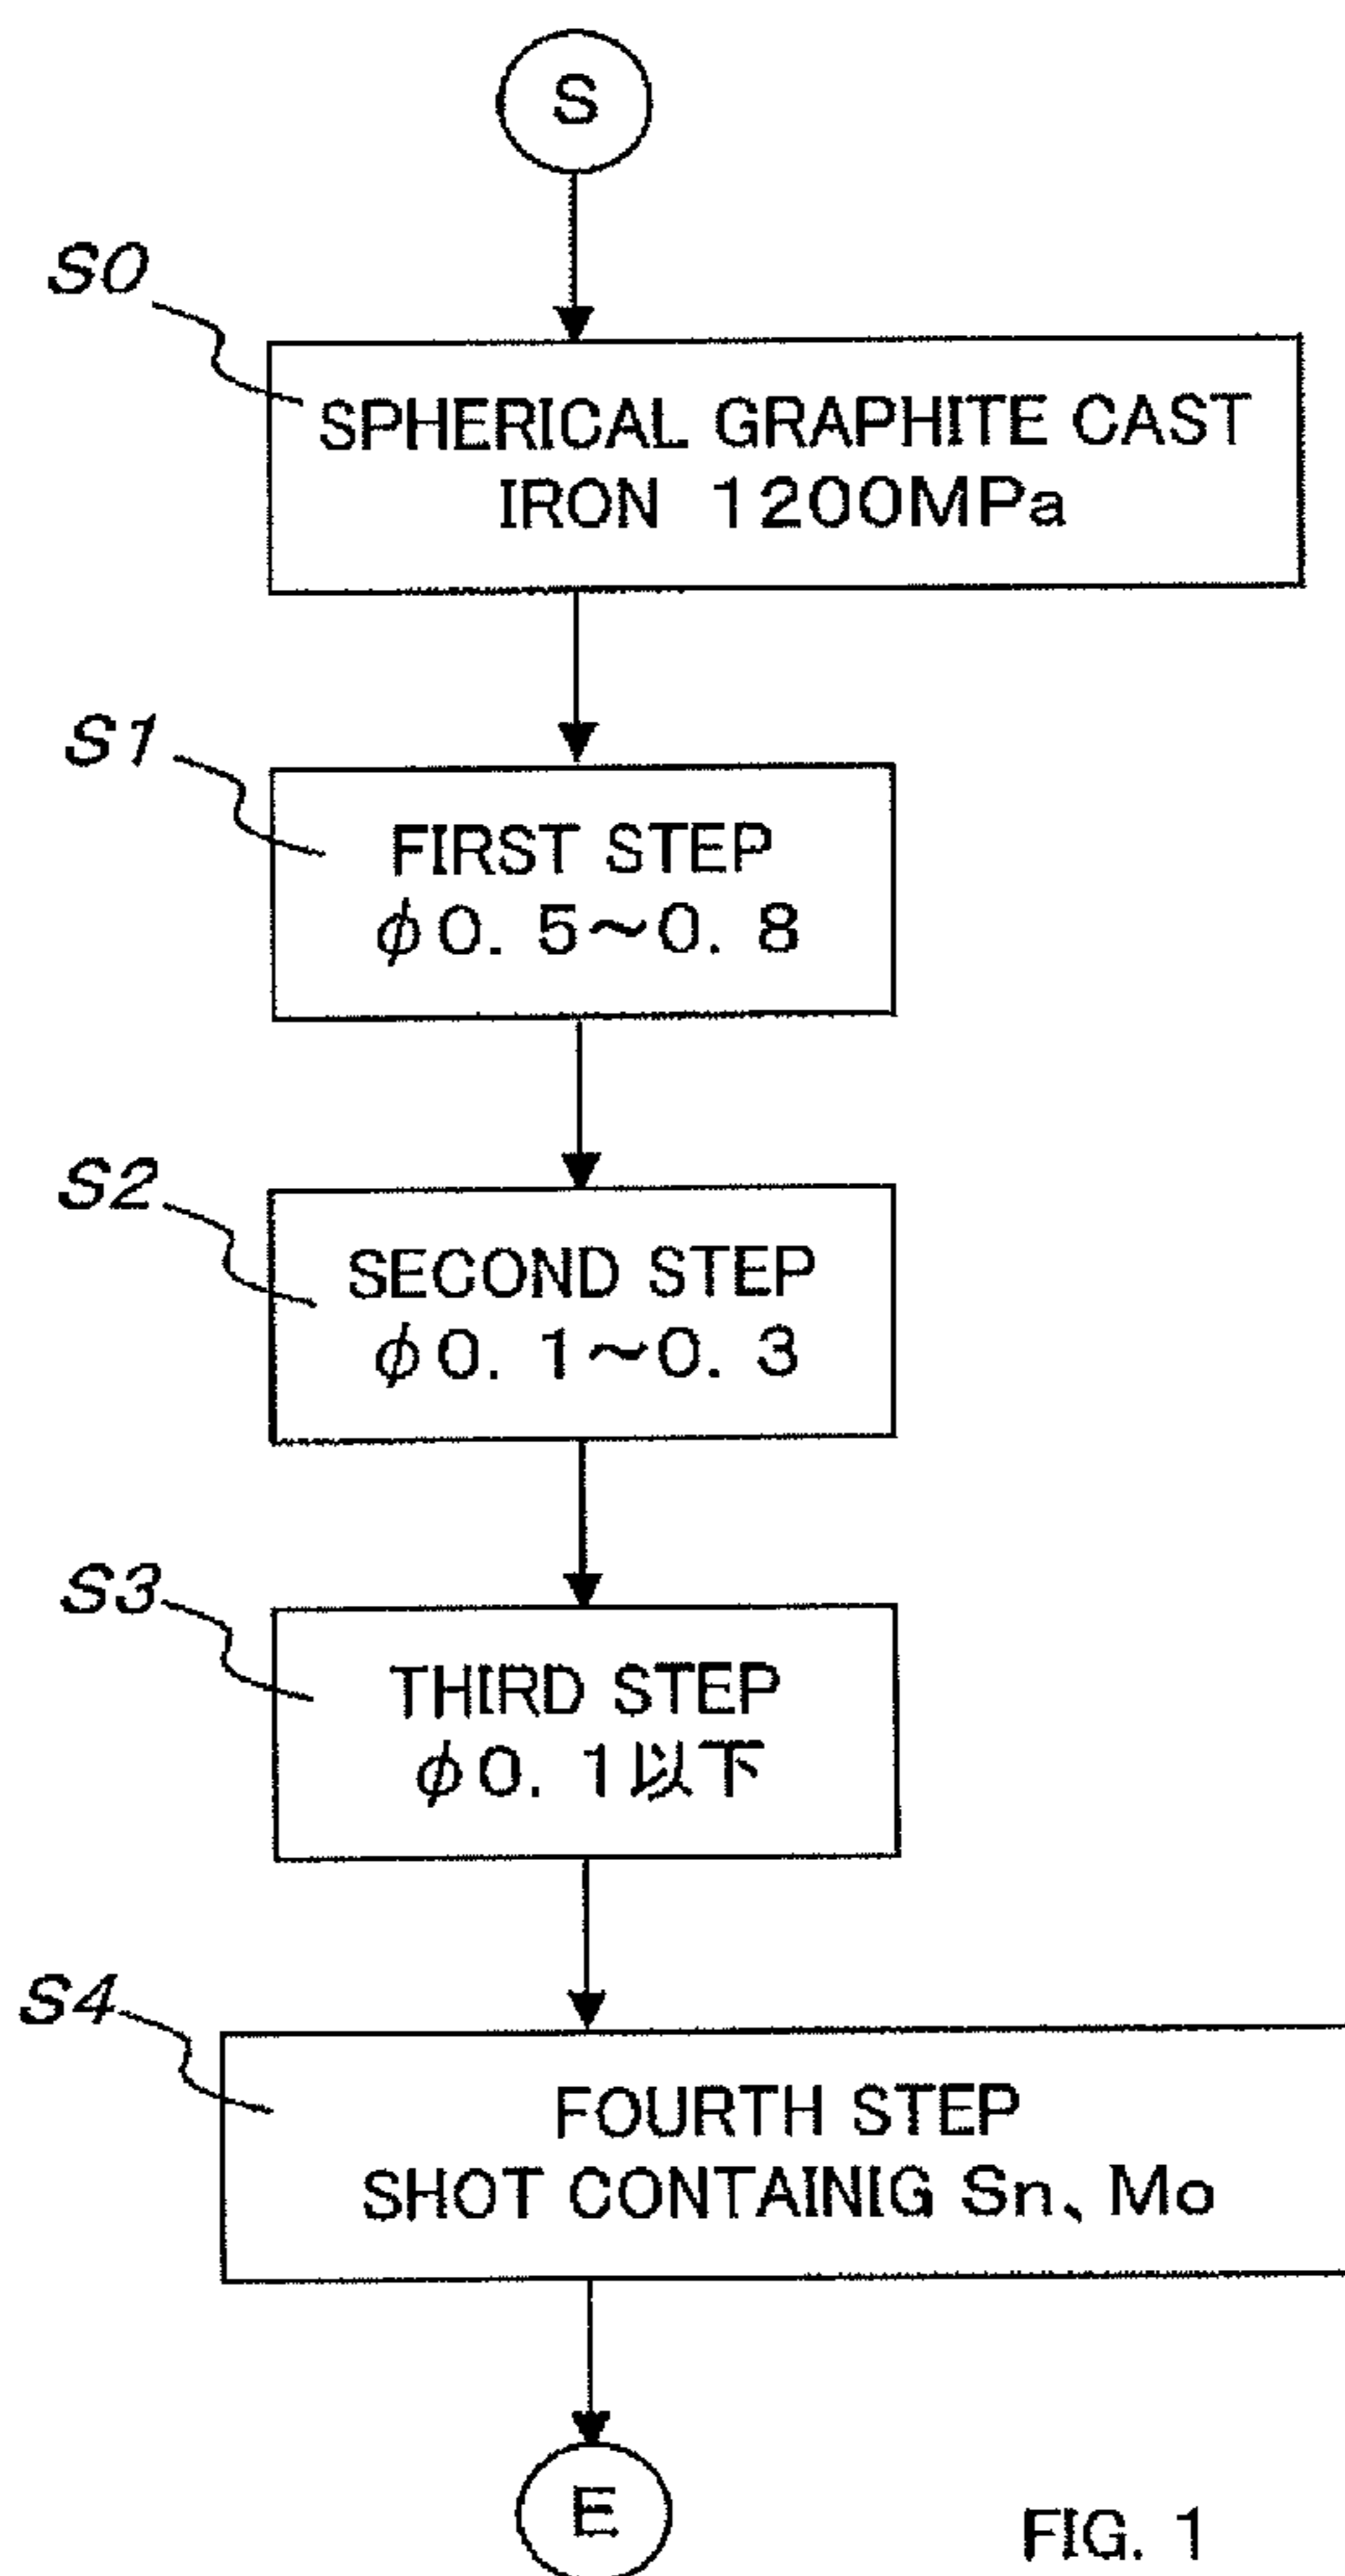 S
S0
SPHERICAL GRAPHITE CAST
IRON 1200MPa
S1
FIRST STEP
φ0. 5～0. 8
S2
SECOND STEP
φ0. 1～0. 3
S3
THIRD STEP
φ0. 1以下
S4
FOURTH STEP
SHOT CONTAINIG Sn、Mo
E
FIG. 1